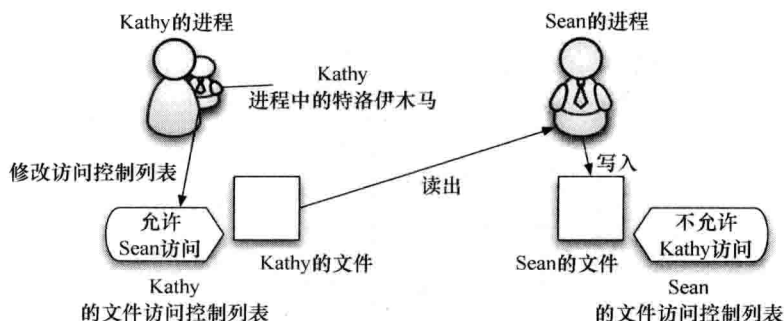 Kathy的进程
Sean的进程
Kathy
进程中的特洛伊木马
修改访问控制列表
读出
写入
允许
Sean访问
Kathy的文件
Sean的文件
不允许
Kathy访问
Kathy
的文件访问控制列表
Sean
的文件访问控制列表